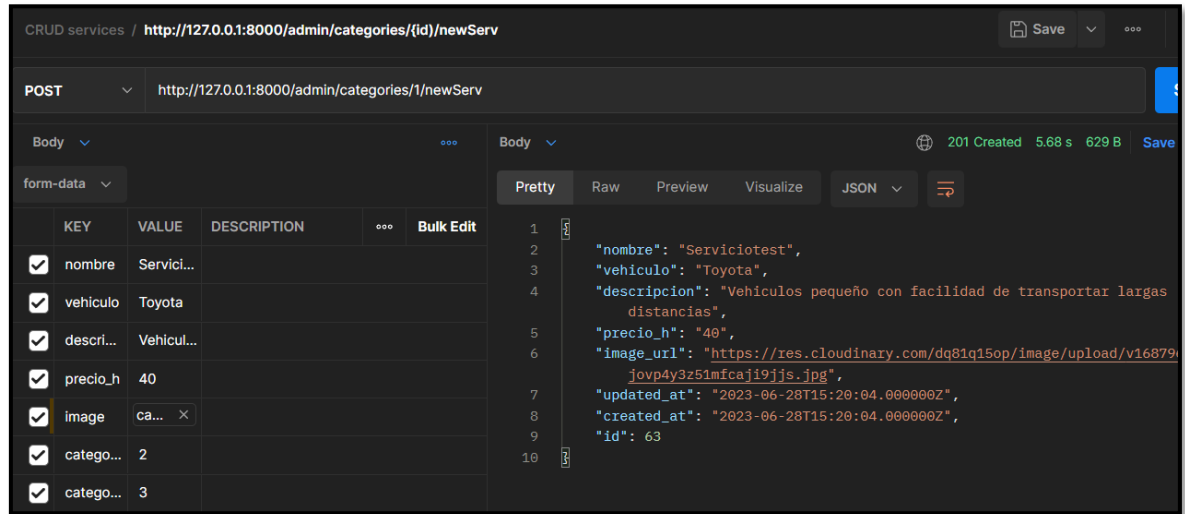 CRUD services / http://127.0.0.1:8000/admin/categories/{id)/newServ
Save
POST
http://127.0.0.1:8000/admin/categories/1/newServ
Body
form-data
KEY VALUE DESCRIPTION Bulk Edit
nombre Servici...
vehiculo Toyota
descri... Vehicul...
precio_h 40
image ca...
catego... 2
catego... 3
Body
201 Created 5.68 s 629 B Save
Pretty Raw Preview Visualize JSON
1 {
2 "nombre": "Serviciotest",
3 "vehiculo": "Toyota",
4 "descripcion": "Vehiculos pequeño con facilidad de transportar largas
distancias",
5 "precio_h": "40",
6 "image_url": "https://res.cloudinary.com/dq81q15op/image/upload/v16879
jovp4y3z51mfcaji9jjs.jpg",
7 "updated_at": "2023-06-28T15:20:04.000000Z",
8 "created_at": "2023-06-28T15:20:04.000000Z",
9 "id": 63
10 }